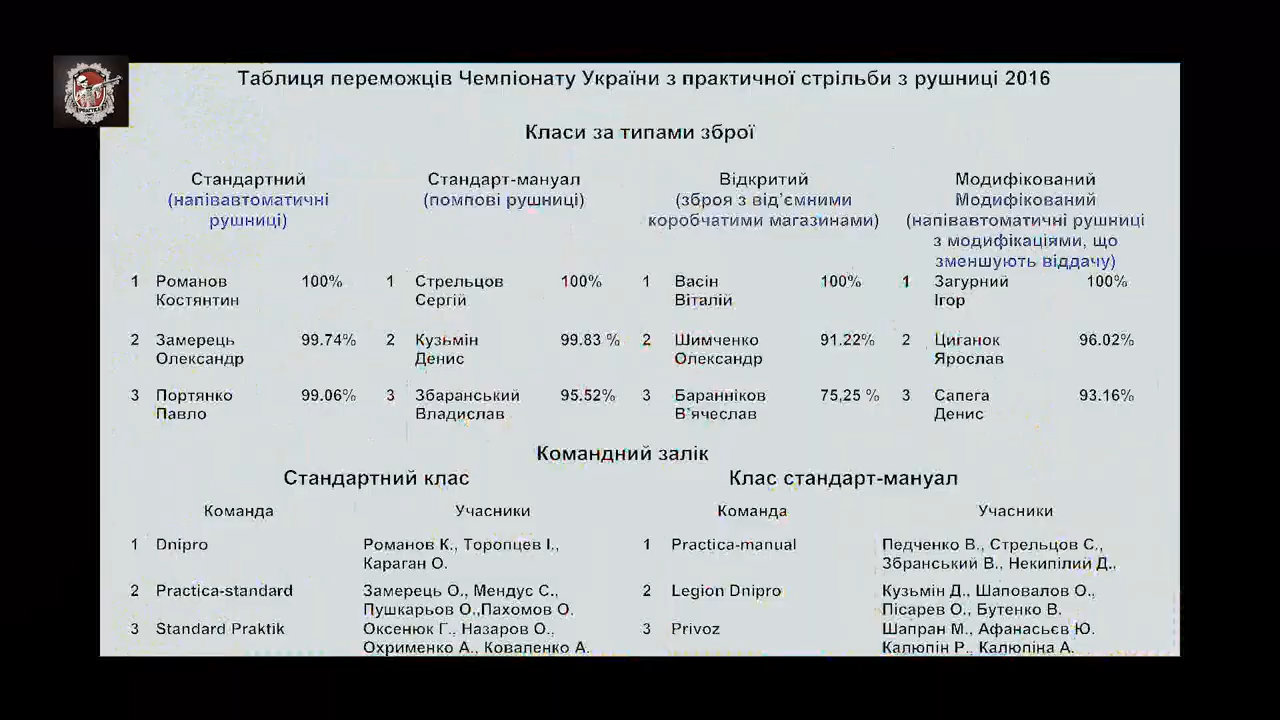 Таблиця переможців Чемпіонату України з практичної стрільби з рушниці 2016
Класи за типами зброї
Стандартний
(напівавтоматичні
рушниці)
Стандарт-мануал
(помпові рушниці)
Відкритий
(зброя з від’ємними
коробчатими магазинами)
Модифікований
Модифікований
(напівавтоматичні рушниці
з модифікаціями, що
зменшують віддачу)
1 Романов 100%
Костянтин
2 Замерець 99.74%
Олександр
3 Портянко 99.06%
Павло
1 Стрельцов 100%
Сергій
2 Кузьмін 99.83 %
Денис
3 Збаранський 95.52%
Владислав
1 Васін 100%
Віталій
2 Шимченко 91.22%
Олександр
3 Баранніков 75,25 %
В’ячеслав
1 Загурний 100%
Ігор
2 Циганок 96.02%
Ярослав
3 Сапега 93.16%
Денис
Командний залік
Стандартний клас
Команда Учасники
1 Dnipro Романов К., Торопцев І.,
Караган О.
2 Practica-standard Замерець О., Мендус С.,
Пушкарьов О.,Пахомов О.
3 Standard Praktik Оксенюк Г., Назаров О.,
Охрименко А., Коваленко А.
Клас стандарт-мануал
Команда Учасники
1 Practica-manual Педченко В., Стрельцов С.,
Збранський В., Некипілий Д.,
2 Legion Dnipro Кузьмін Д., Шаповалов О.,
Пісарев О., Бутенко В.
3 Privoz Шапран М., Афанасьєв Ю.
Калюпін Р., Калюпіна А.